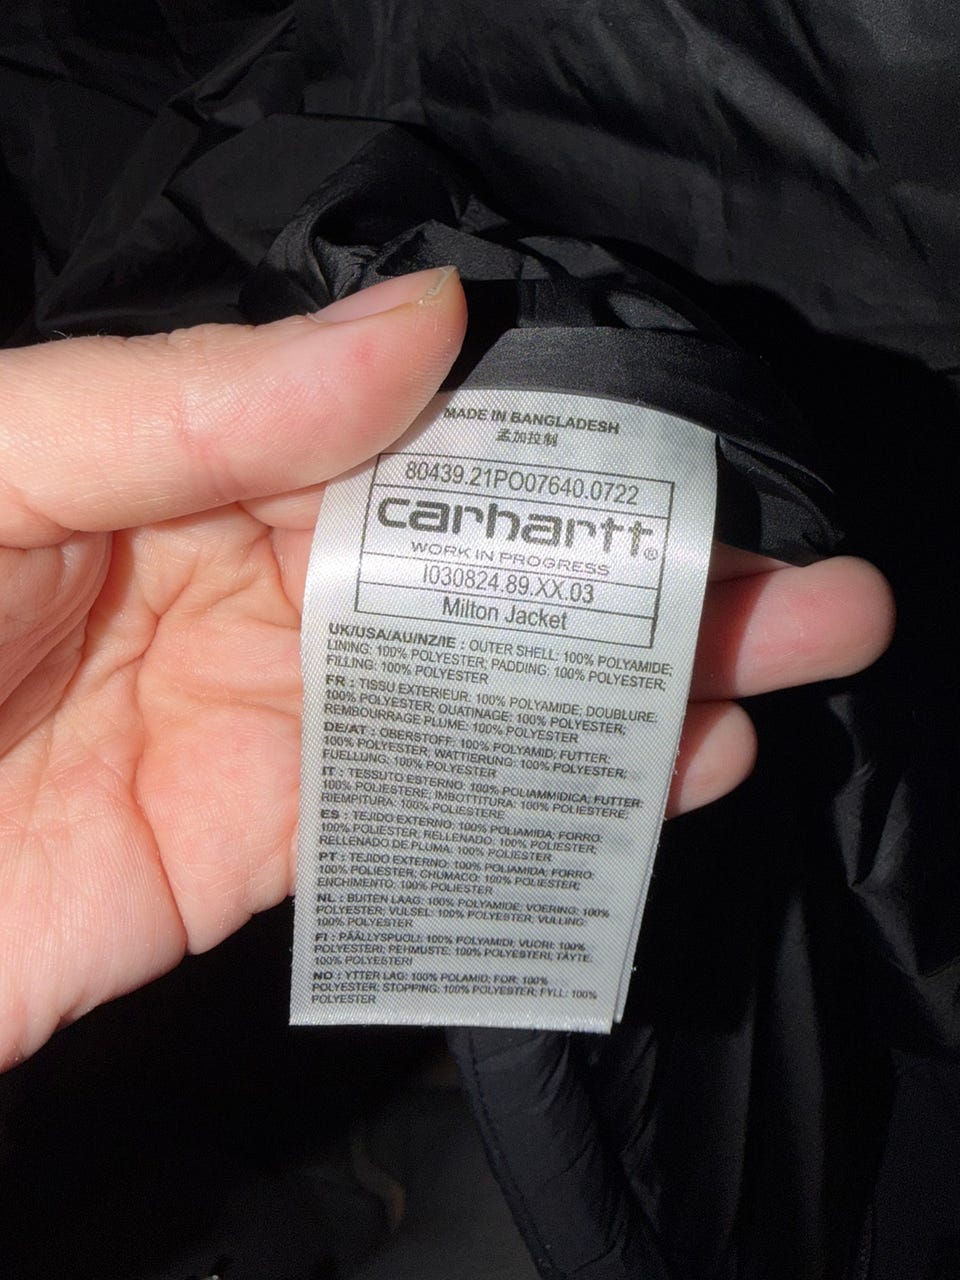 MADE IN BANGLADESH
孟加拉制
80439.21PO07640.0722
carhartt®
WORK IN PROGRESS
I030824.89.XX.03
Milton Jacket
UK/USA/AU/NZ/IE : OUTER SHELL: 100% POLYAMIDE;
LINING: 100% POLYESTER; PADDING: 100% POLYESTER;
FILLING: 100% POLYESTER
FR : TISSU EXTERIEUR: 100% POLYAMIDE; DOUBLURE:
100% POLYESTER; OUATINAGE: 100% POLYESTER;
REMBOURRAGE PLUME: 100% POLYESTER
DE/AT : OBERSTOFF: 100% POLYAMID; FUTTER:
100% POLYESTER; WATTIERUNG: 100% POLYESTER;
FUELLUNG: 100% POLYESTER
IT : TESSUTO ESTERNO: 100% POLIAMMIDICA; FUTTER:
100% POLIESTERE; IMBOTTITURA: 100% POLIESTERE;
RIEMPITURA: 100% POLIESTERE
ES : TEJIDO EXTERNO: 100% POLIAMIDA; FORRO:
100% POLIESTER; RELLENADO: 100% POLIESTER;
RELLENADO DE PLUMA: 100% POLIESTER
PT : TEJIDO EXTERNO: 100% POLIAMIDA; FORRO:
100% POLIESTER; CHUMACO: 100% POLIESTER;
ENCHIMENTO: 100% POLIESTER
NL : BUITEN LAAG: 100% POLYAMIDE; VOERING: 100%
POLYESTER; VULSEL: 100% POLYESTER; VULLING:
100% POLYESTER
FI : PÄÄLLYSPUOLI: 100% POLYAMIDI; VUORI: 100%
POLYESTERI; PEHMUSTE: 100% POLYESTERI; TÄYTE:
100% POLYESTERI
NO : YTTER LAG: 100% POLAMID; FOR: 100%
POLYESTER; STOPPING: 100% POLYESTER; FYLL: 100%
POLYESTER